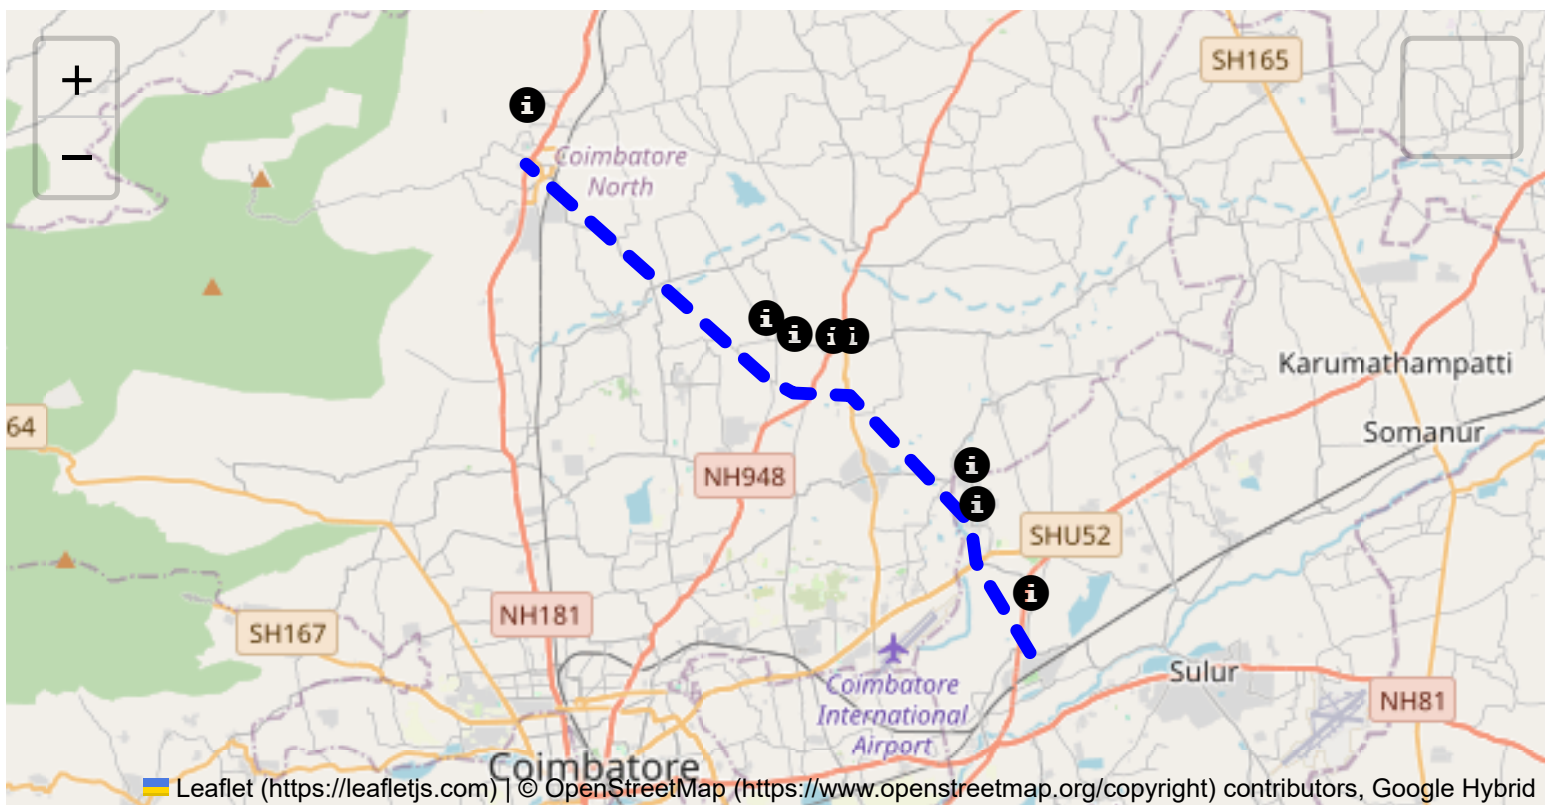 +
−
i
SH165
Coimbatore
North
i
i
i
i
Karumathampatti
64
Somanur
i
NH948
i
SHU52
i
NH181
SH167
Sulur
Coimbatore
International
Airport
NH81
Coimbatore
Leaflet (https://leafletjs.com) | © OpenStreetMap (https://www.openstreetmap.org/copyright) contributors, Google Hybrid